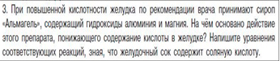 3. При повышенной кислотности желудка по рекомендации врача принимают сироп
«Альмагель», содержащий гидроксиды алюминия и магния. На чём основано действие
этого препарата, понижающего содержание кислоты в желудке? Напишите уравнения
соответствующих реакций, зная, что желудочный сок содержит соляную кислоту.